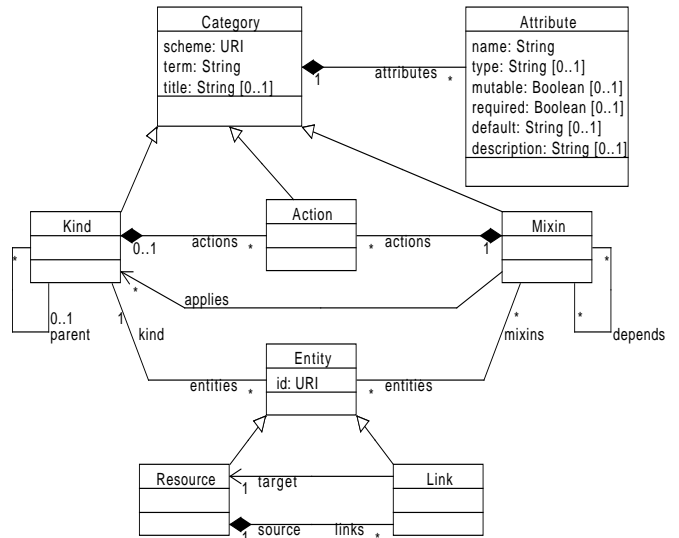 Category
scheme: URI
term: String
title: String [0..1]
Attribute
name: String
type: String [0..1]
mutable: Boolean [0..1]
required: Boolean [0..1]
default: String [0..1]
description: String [0..1]
1 attributes *
Kind
Action
Mixin
0..1 actions *
* actions 1
*
0..1
parent
* applies
*
*
depends
1 kind
* mixins
Entity
id: URI
entities *
* entities
Resource
Link
1 target
1 source links *